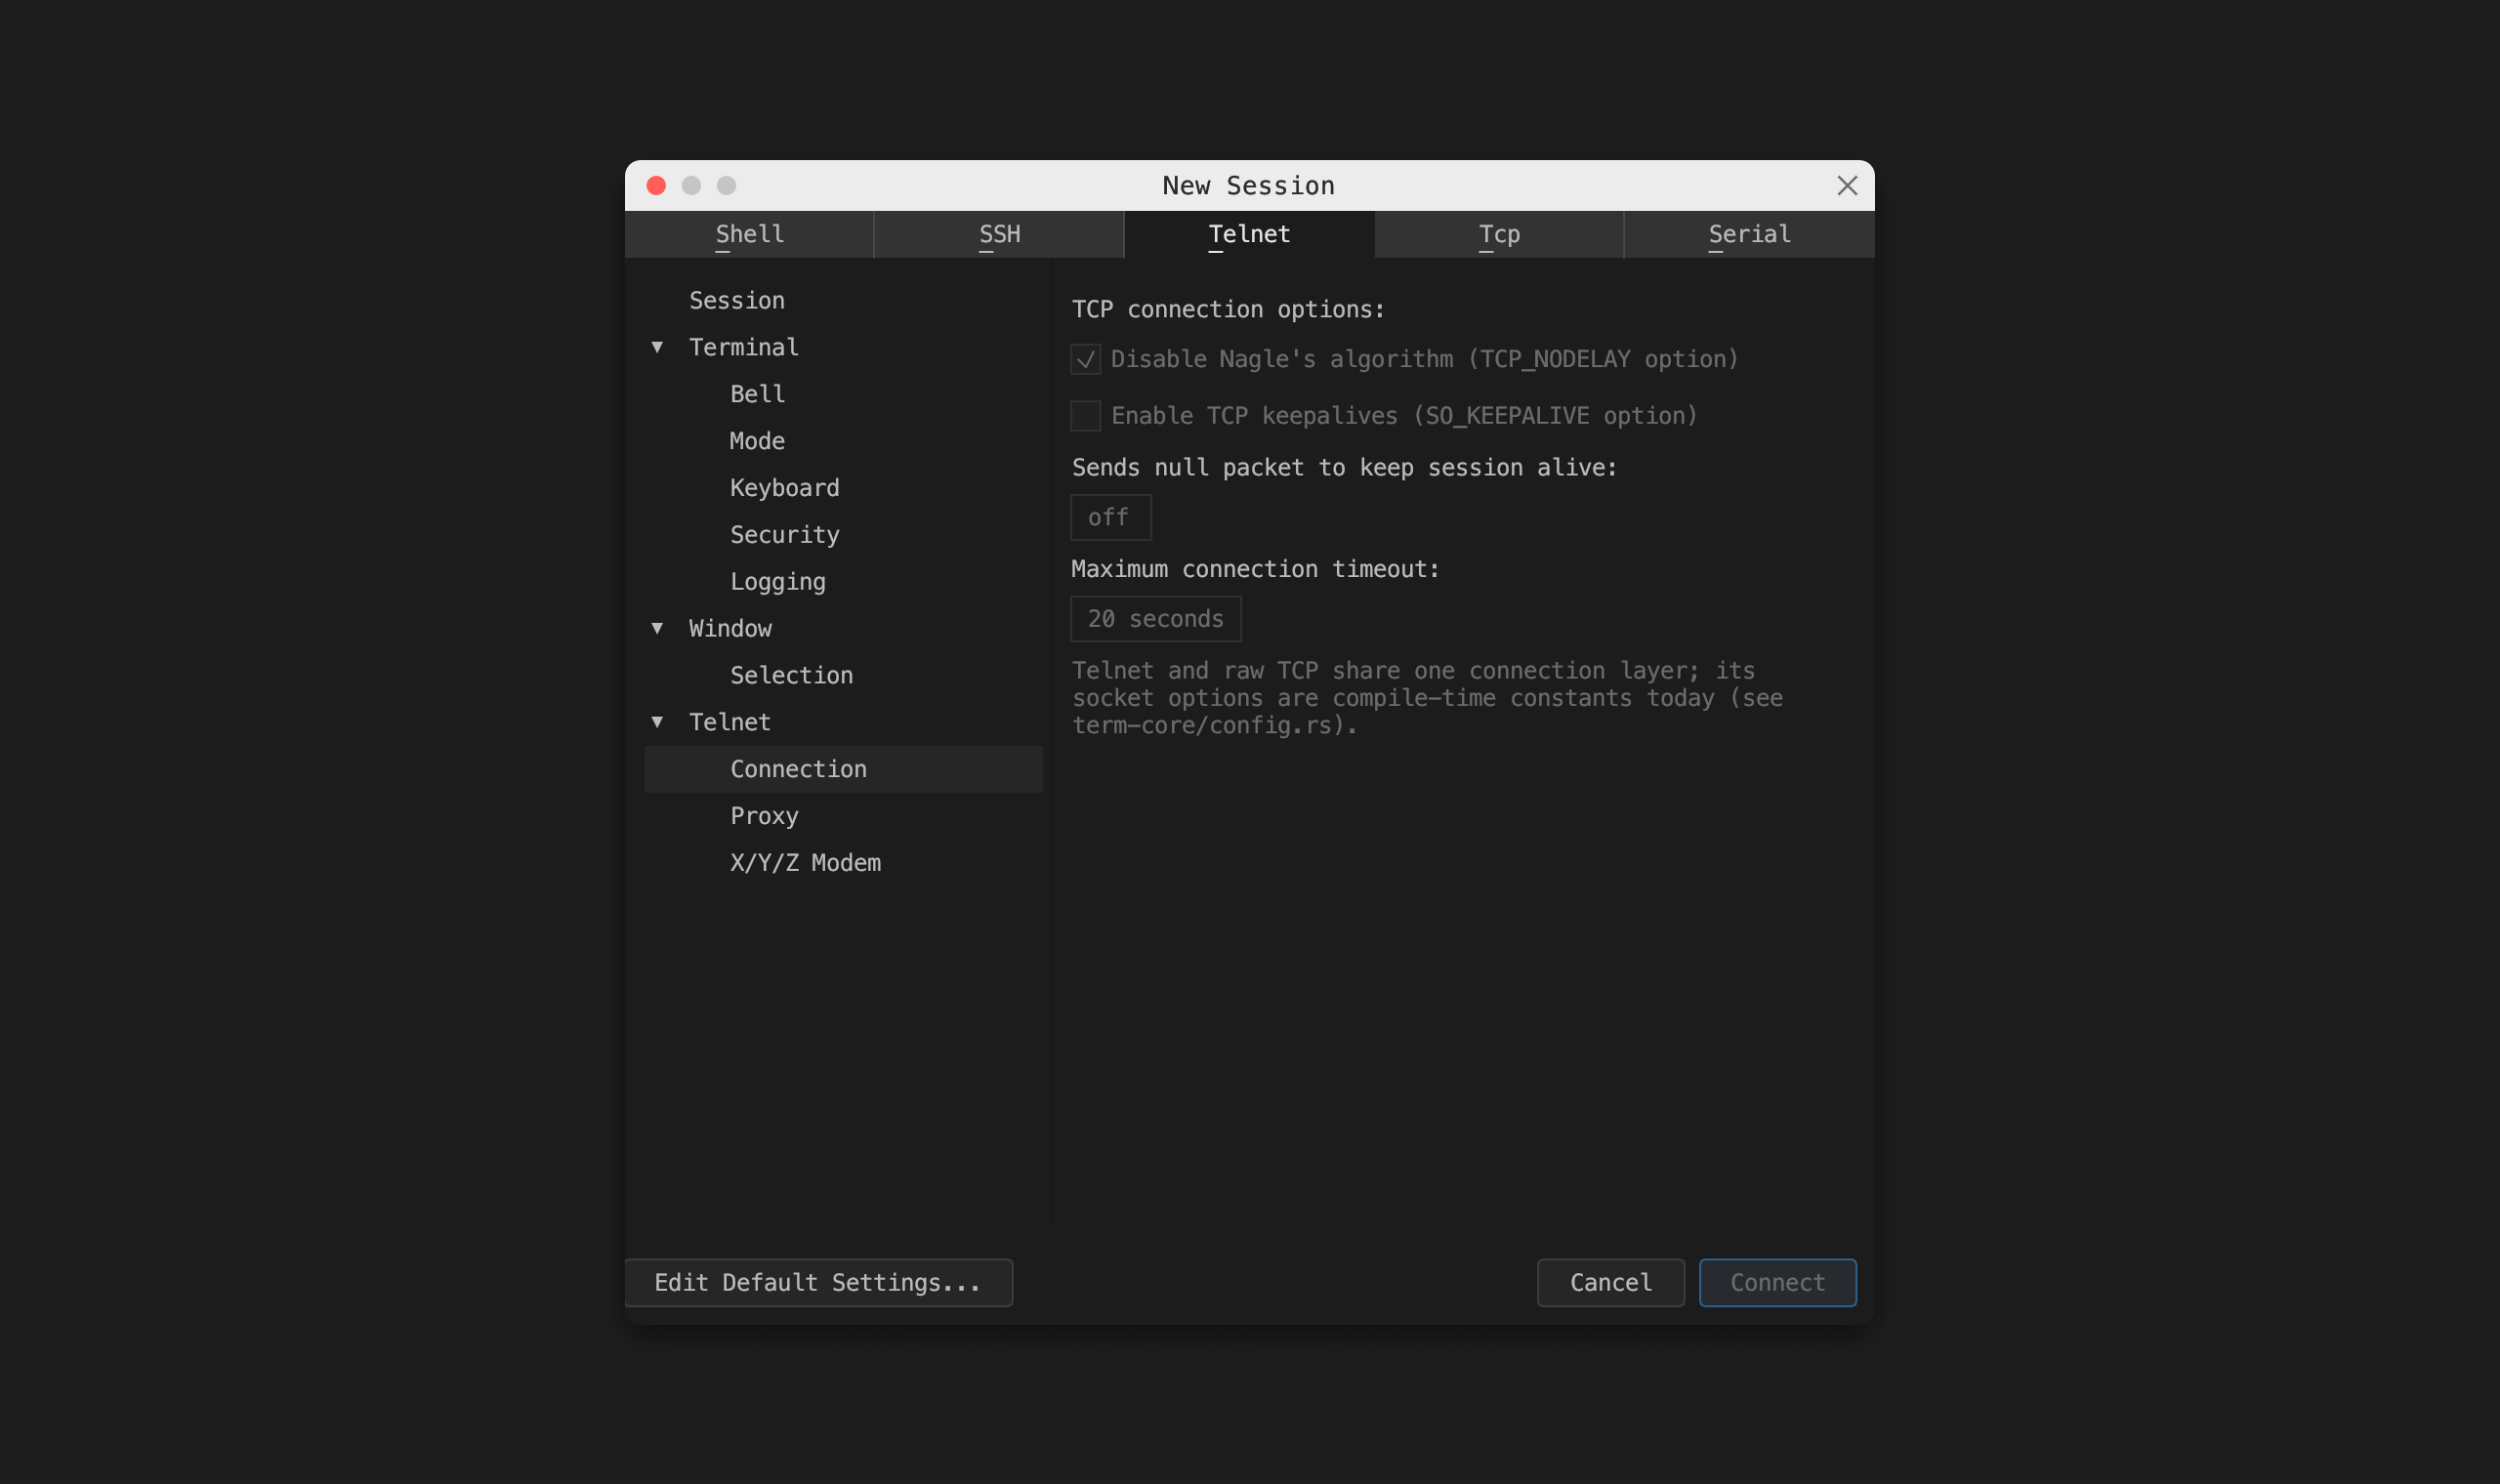 New Session
Shell SSH Telnet Tcp Serial
Session
Terminal
Bell
Mode
Keyboard
Security
Logging
Window
Selection
Telnet
Connection
Proxy
X/Y/Z Modem
TCP connection options:
Disable Nagle's algorithm (TCP_NODELAY option)
Enable TCP keepalives (SO_KEEPALIVE option)
Sends null packet to keep session alive:
off
Maximum connection timeout:
20 seconds
Telnet and raw TCP share one connection layer; its
socket options are compile-time constants today (see
term-core/config.rs).
Edit Default Settings... Cancel Connect